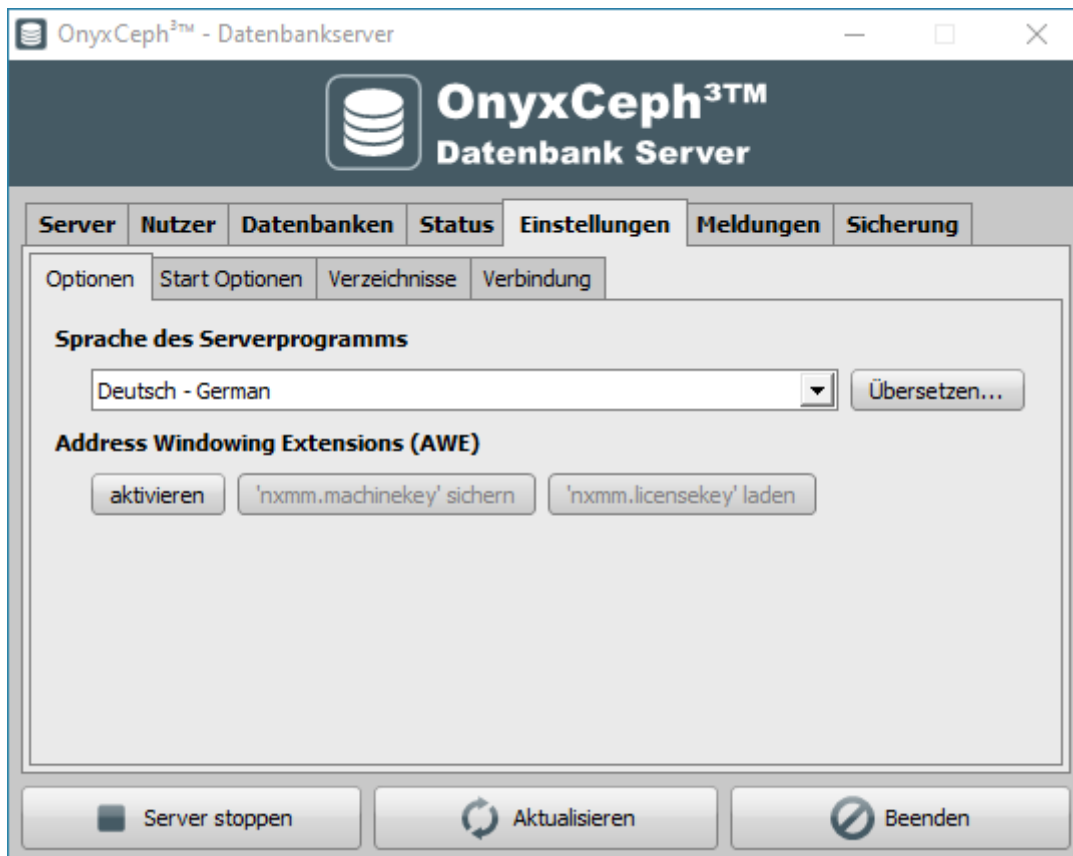 OnyxCeph³™ - Datenbankserver
OnyxCeph³™
Datenbank Server
Server Nutzer Datenbanken Status Einstellungen Meldungen Sicherung
Optionen Start Optionen Verzeichnisse Verbindung
Sprache des Serverprogramms
Deutsch - German Übersetzen...
Address Windowing Extensions (AWE)
aktivieren 'nxmm.machinekey' sichern 'nxmm.licensekey' laden
Server stoppen Aktualisieren Beenden